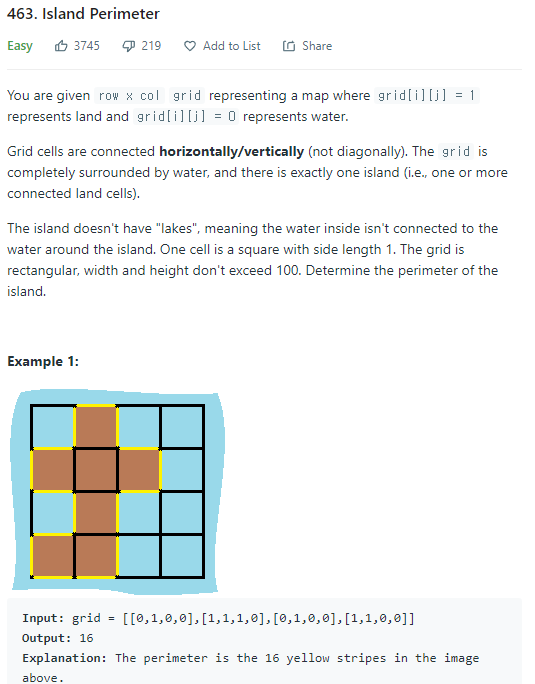 463. Island Perimeter
Easy 3745 219 Add to List Share
You are given row x col grid representing a map where grid[i][j] = 1
represents land and grid[i][j] = 0 represents water.
Grid cells are connected horizontally/vertically (not diagonally). The grid is
completely surrounded by water, and there is exactly one island (i.e., one or more
connected land cells).
The island doesn't have "lakes", meaning the water inside isn't connected to the
water around the island. One cell is a square with side length 1. The grid is
rectangular, width and height don't exceed 100. Determine the perimeter of the
island.
Example 1:
Input: grid = [[0,1,0,0],[1,1,1,0],[0,1,0,0],[1,1,0,0]]
Output: 16
Explanation: The perimeter is the 16 yellow stripes in the image
above.